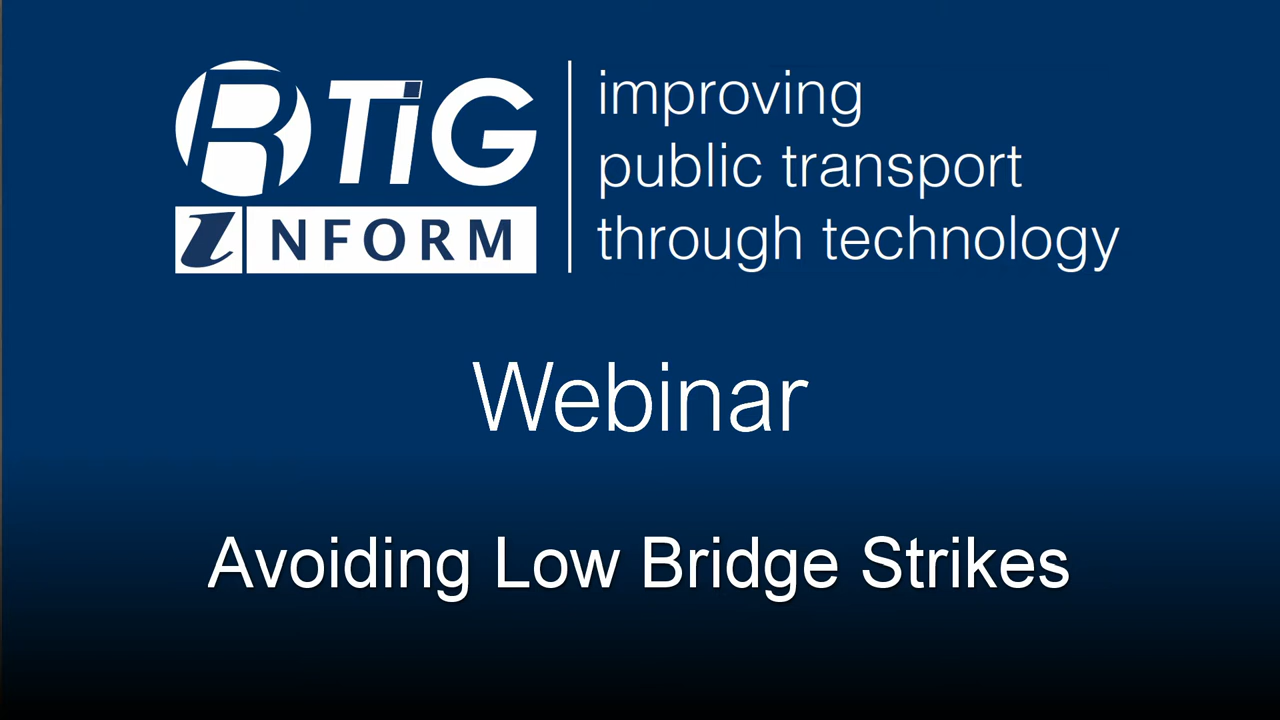 RTiG
iNFORM
improving
public transport
through technology
Webinar
Avoiding Low Bridge Strikes